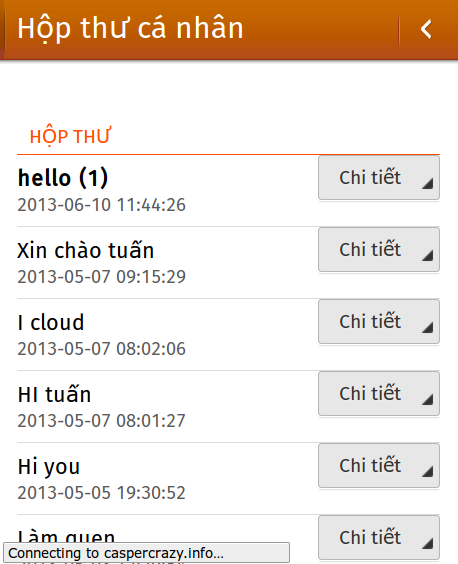 Hộp thư cá nhân
HỘP THƯ
hello (1)
Chi tiết
2013-06-10 11:44:26
Xin chào tuấn
Chi tiết
2013-05-07 09:15:29
I cloud
Chi tiết
2013-05-07 08:02:06
HI tuấn
Chi tiết
2013-05-07 08:01:27
Hi you
Chi tiết
2013-05-05 19:30:52
Làm quen
Chi tiết
Connecting to caspercrazy.info...